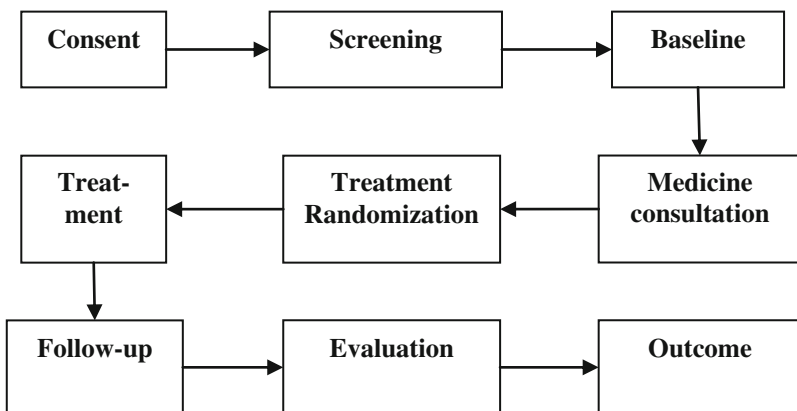 Consent
Screening
Baseline
Medicine
consultation
Treatment
Randomization
Treat-
ment
Follow-up
Evaluation
Outcome